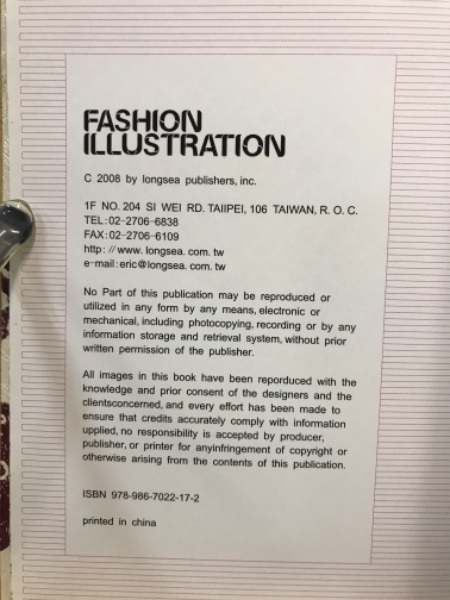 FASHION
ILLUSTRATION
C 2008 by longsea publishers, inc.
1F NO. 204 SI WEI RD. TAIIPEI, 106 TAIWAN, R. O. C.
TEL:02-2706-6838
FAX:02-2706-6109
http: //www. longsea. com. tw
e-mail:eric@longsea. com. tw
No Part of this publication may be reproduced or
utilized in any form by any means, electronic or
mechanical, including photocopying, recording or by any
information storage and retrieval system, without prior
written permission of the publisher.
All images in this book have been reporduced with the
knowledge and prior consent of the designers and the
clientsconcerned, and every effort has been made to
ensure that credits accurately comply with information
upplied, no responsibility is accepted by producer,
publisher, or printer for anyinfringement of copyright or
otherwise arising from the contents of this publication.
ISBN 978-986-7022-17-2
printed in china